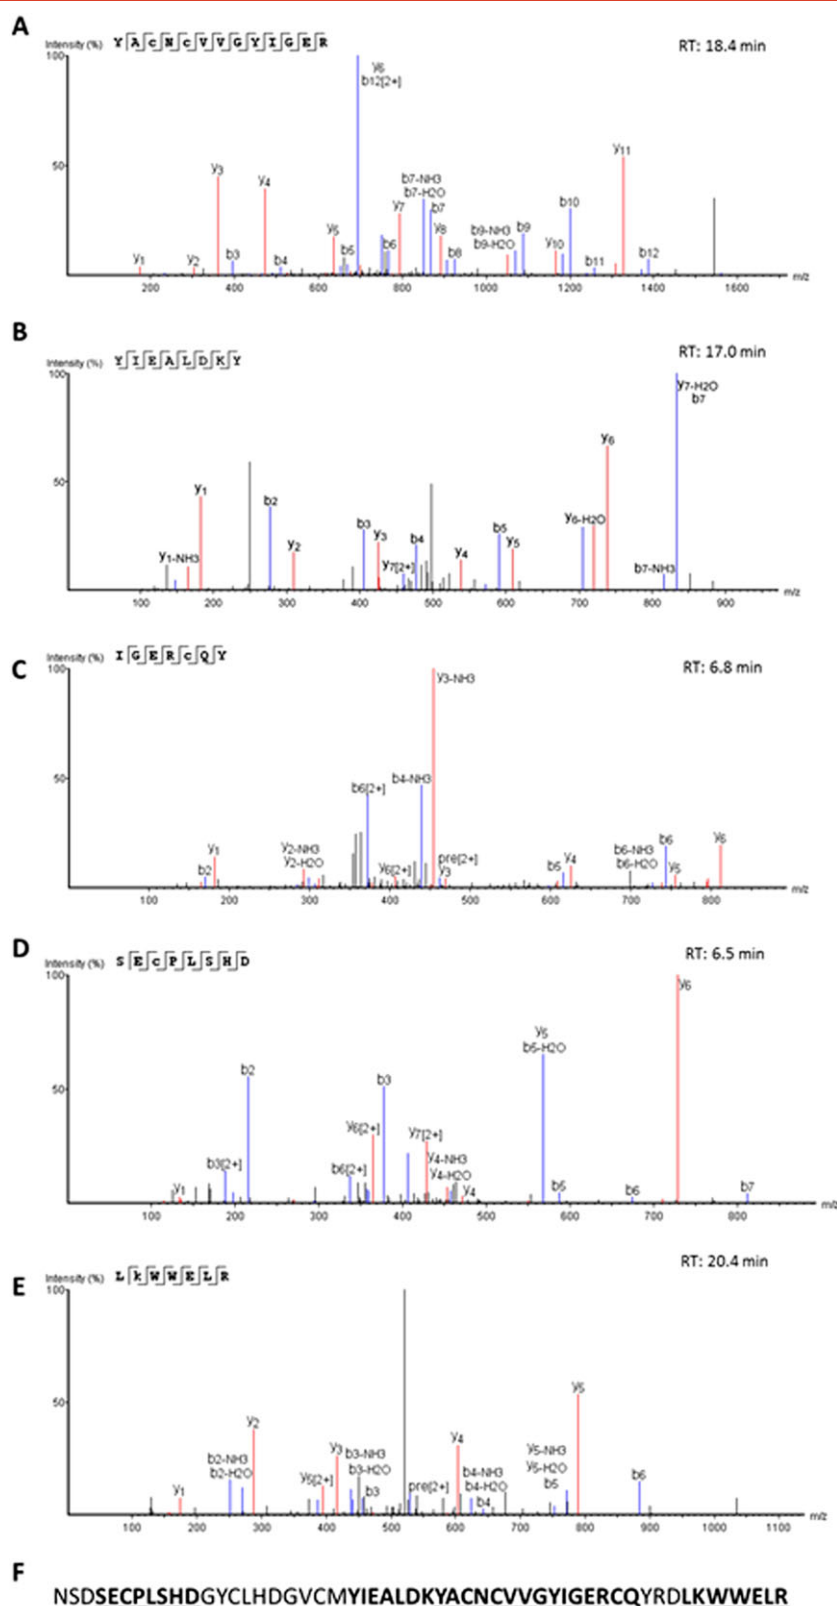 A
Intensity (%) Y A c N c V V G Y I G E R
RT: 18.4 min
100
y6
b12[2+]
50
y11
y3
y4
b7-NH3
b7-H2O
y7
b7
b10
y5
y8
b9-NH3
b9-H2O
b9
y10
b5
b6
b8
b12
y1
y2
b3
b4
b11
200 400 600 800 1000 1200 1400 1600 m/z
B
Intensity (%) Y I E A L D K Y
RT: 17.0 min
100
y7-H2O
b7
y6
50
y1
b2
b3
y3
b4
b5
y5
y6-H2O
y2
y1-NH3
y7[2+]
y4
b7-NH3
100 200 300 400 500 600 700 800 900 m/z
C
Intensity (%) I G E R c Q Y
RT: 6.8 min
100
y3-NH3
50
b4-NH3
b6[2+]
y1
y2-NH3
y2-H2O
b2
y6[2+]
pre[2+]
y3
b5
y4
b6-NH3
b6-H2O
b6
y5
y6
100 200 300 400 500 600 700 800 m/z
D
Intensity (%) S E c P L S H D
RT: 6.5 min
100
y6
y5
b5-H2O
b2
b3
50
y6[2+]
y7[2+]
b3[2+]
b6[2+]
y4-NH3
y4-H2O
y1
y4
b5
b6
b7
100 200 300 400 500 600 700 800 m/z
E
Intensity (%) L k W W E L R
RT: 20.4 min
100
50
y5
y2
y3
b3-NH3
b3-H2O
y4
b2-NH3
b2-H2O
y5[2+]
y5-NH3
y5-H2O
b5
b4-NH3
b4-H2O
pre[2+]
b6
y1
b3
b4
100 200 300 400 500 600 700 800 900 1000 1100 m/z
F
NSDSECPLSHDGYCLHDGVCMYIEALDKYACNCVVGYIGERCQYRDLKWWELR